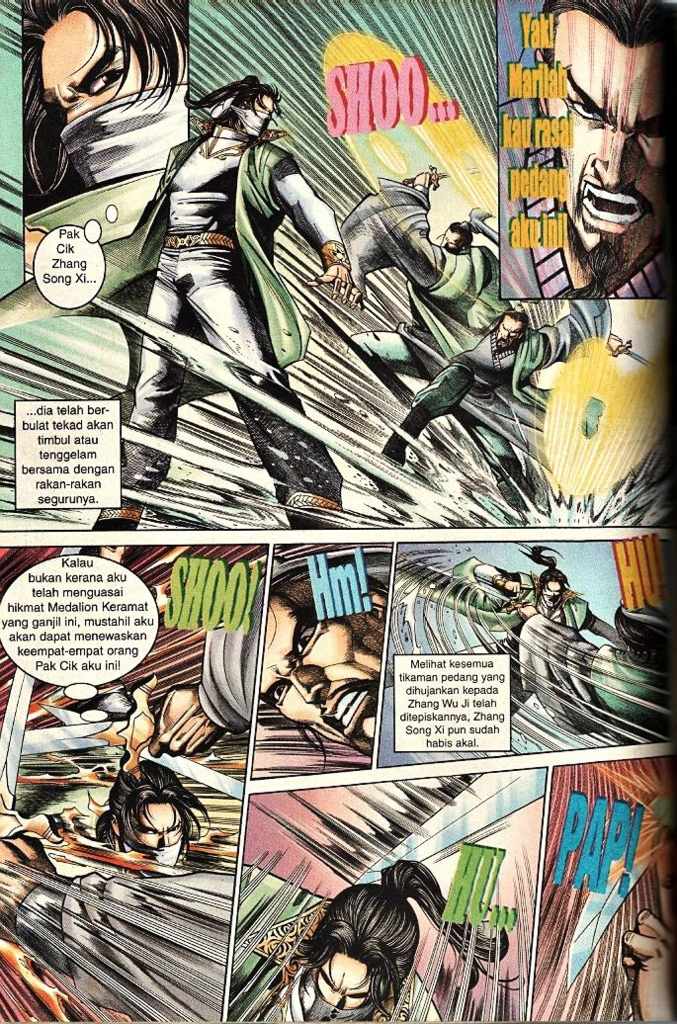 SHOO...
Yak!
Marilah
kau rasai
pedang
aku ini!
Pak
Cik
Zhang
Song Xi...
...dia telah ber-
bulat tekad akan
timbul atau
tenggelam
bersama dengan
rakan-rakan
segurunya.
Kalau
bukan kerana aku
telah menguasai
hikmat Medalion Keramat
yang ganjil ini, mustahil aku
akan dapat menewaskan
keempat-empat orang
Pak Cik aku ini!
SHOO!
Hm!
HU
Melihat kesemua
tikaman pedang yang
dihujankan kepada
Zhang Wu Ji telah
ditepiskannya, Zhang
Song Xi pun sudah
habis akal.
HU...
PAP!